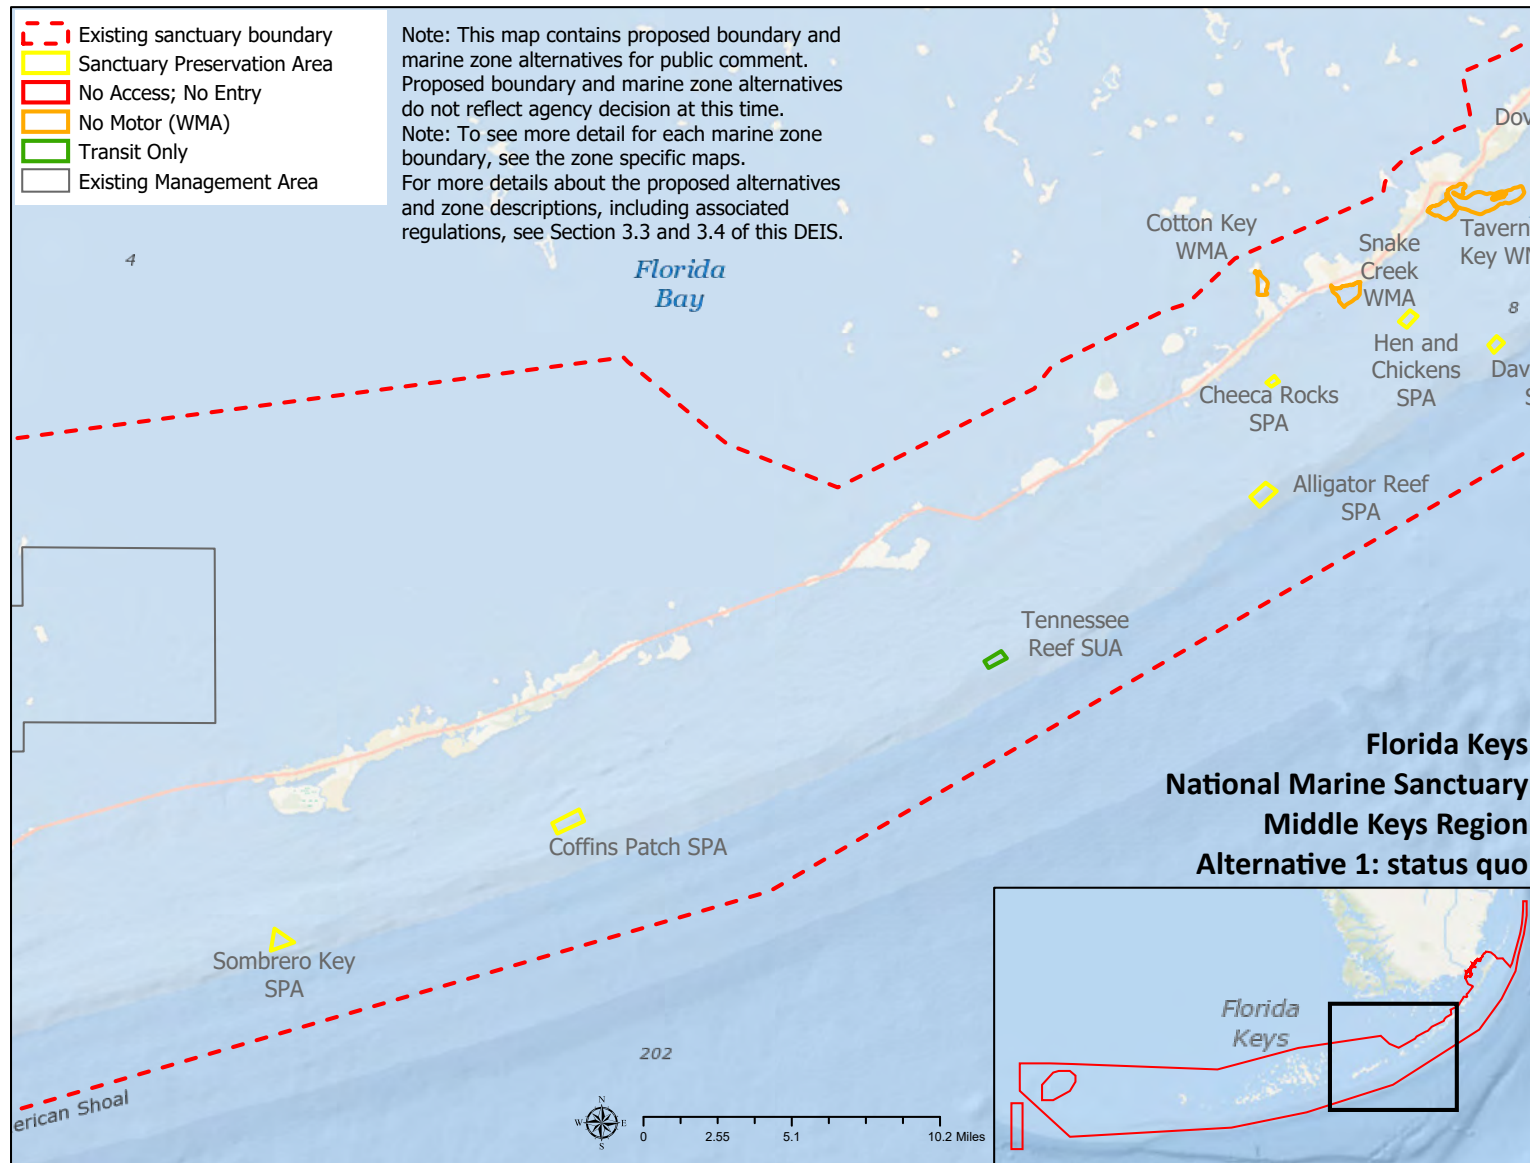 Existing sanctuary boundary
Sanctuary Preservation Area
No Access; No Entry
No Motor (WMA)
Transit Only
Existing Management Area
Note: This map contains proposed boundary and
marine zone alternatives for public comment.
Proposed boundary and marine zone alternatives
do not reflect agency decision at this time.
Note: To see more detail for each marine zone
boundary, see the zone specific maps.
For more details about the proposed alternatives
and zone descriptions, including associated
regulations, see Section 3.3 and 3.4 of this DEIS.
Dov
Cotton Key
WMA
Snake
Creek
WMA
Tavern
Key WM
4
Florida
Bay
8
Hen and
Chickens
SPA
Dav
S
Cheeca Rocks
SPA
Alligator Reef
SPA
Tennessee
Reef SUA
Coffins Patch SPA
Sombrero Key
SPA
Florida Keys
National Marine Sanctuary
Middle Keys Region
Alternative 1: status quo
202
erican Shoal
N
W
E
S
0
2.55
5.1
10.2 Miles
Florida
Keys